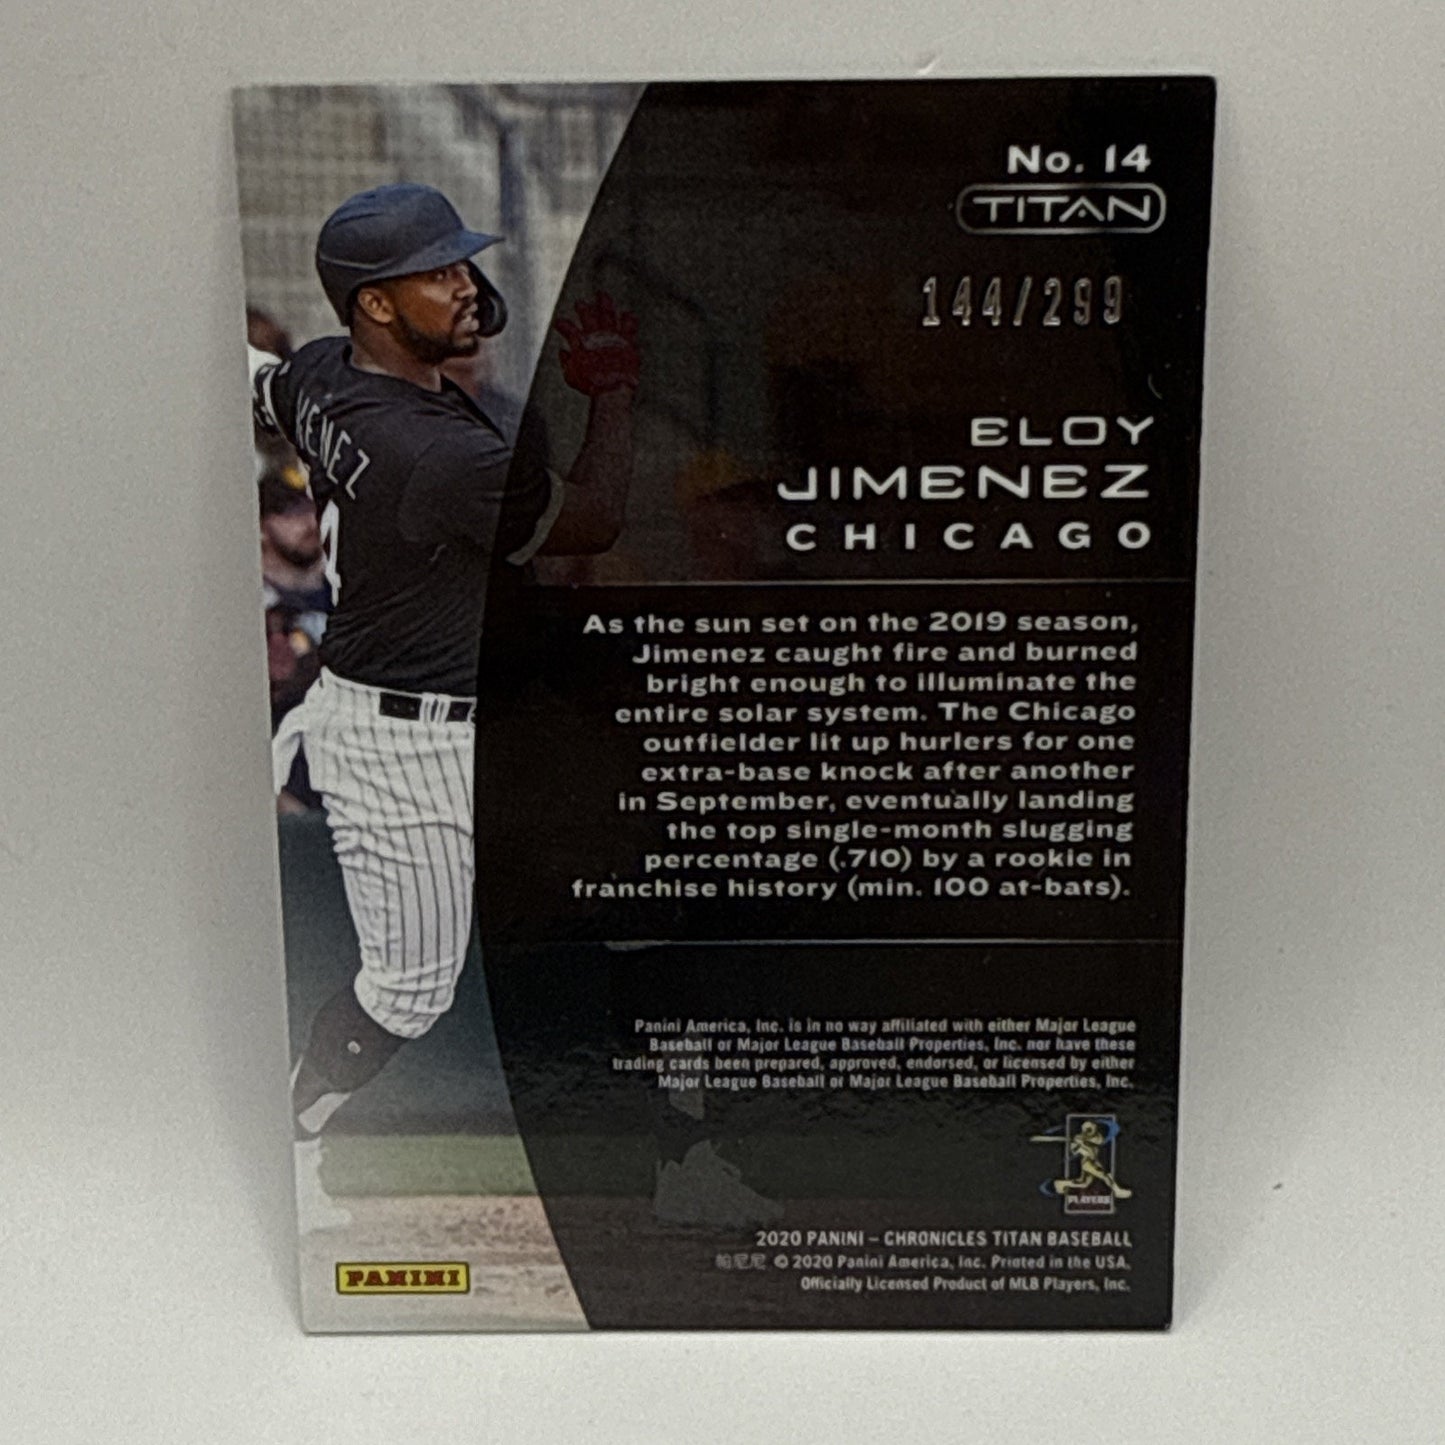 No. 14
TITAN
144/299
ELOY
JIMENEZ
CHICAGO
MENEZ
4
As the sun set on the 2019 season,
Jimenez caught fire and burned
bright enough to illuminate the
entire solar system. The Chicago
outfielder lit up hurlers for one
extra-base knock after another
in September, eventually landing
the top single-month slugging
percentage (.710) by a rookie in
franchise history (min. 100 at-bats).
Panini America, Inc. is in no way affiliated with either Major League
Baseball or Major League Baseball Properties, Inc. nor have these
trading cards been prepared, approved, endorsed, or licensed by either
Major League Baseball or Major League Baseball Properties, Inc.
PLAYERS
2020 PANINI – CHRONICLES TITAN BASEBALL
帕尼尼 © 2020 Panini America, Inc. Printed in the USA.
Officially Licensed Product of MLB Players, Inc.
PANINI